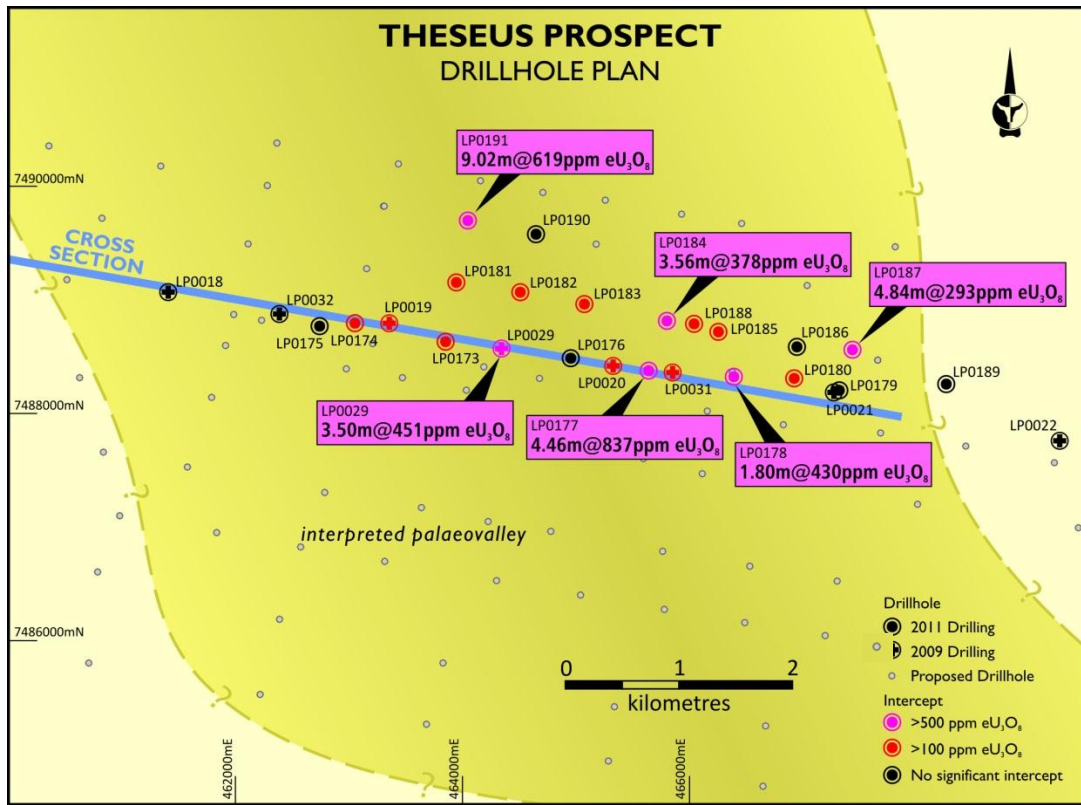 THESEUS PROSPECT
DRILLHOLE PLAN
LP0191
9.02m@619ppm eU₃O₈
7490000mN
LP0190
LP0184
3.56m@378ppm eU₃O₈
CROSS
SECTION
LP0187
4.84m@293ppm eU₃O₈
LP0018
LP0181
LP0182
LP0183
LP0032
LP0019
LP0188
LP0185
LP0186
LP0175
LP0174
LP0173
LP0029
LP0176
LP0020
LP0031
LP0180
LP0179
LP0021
LP0189
7488000mN
LP0029
3.50m@451ppm eU₃O₈
LP0177
4.46m@837ppm eU₃O₈
LP0178
1.80m@430ppm eU₃O₈
LP0022
?
?
?
?
?
?
interpreted palaeovalley
7486000mN
0 1 2
kilometres
Drillhole
2011 Drilling
2009 Drilling
Proposed Drillhole
Intercept
>500 ppm eU₃O₈
>100 ppm eU₃O₈
No significant intercept
462000mE
464000mE
466000mE